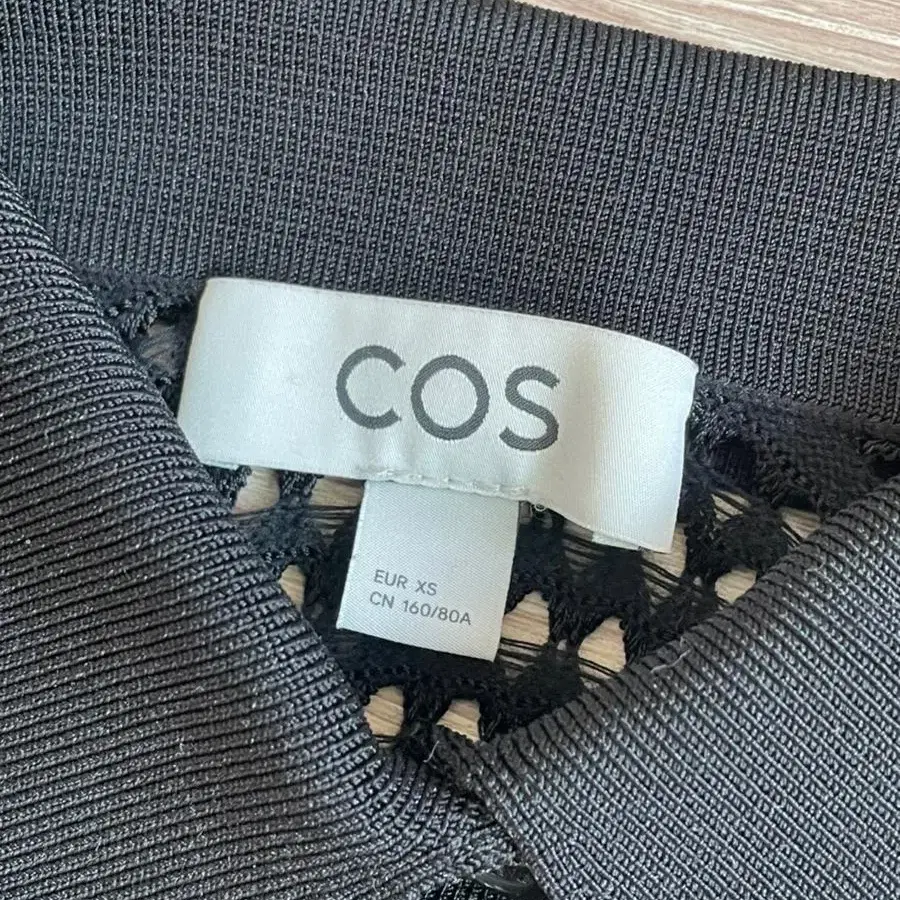 COS
EUR XS
CN 160/80A